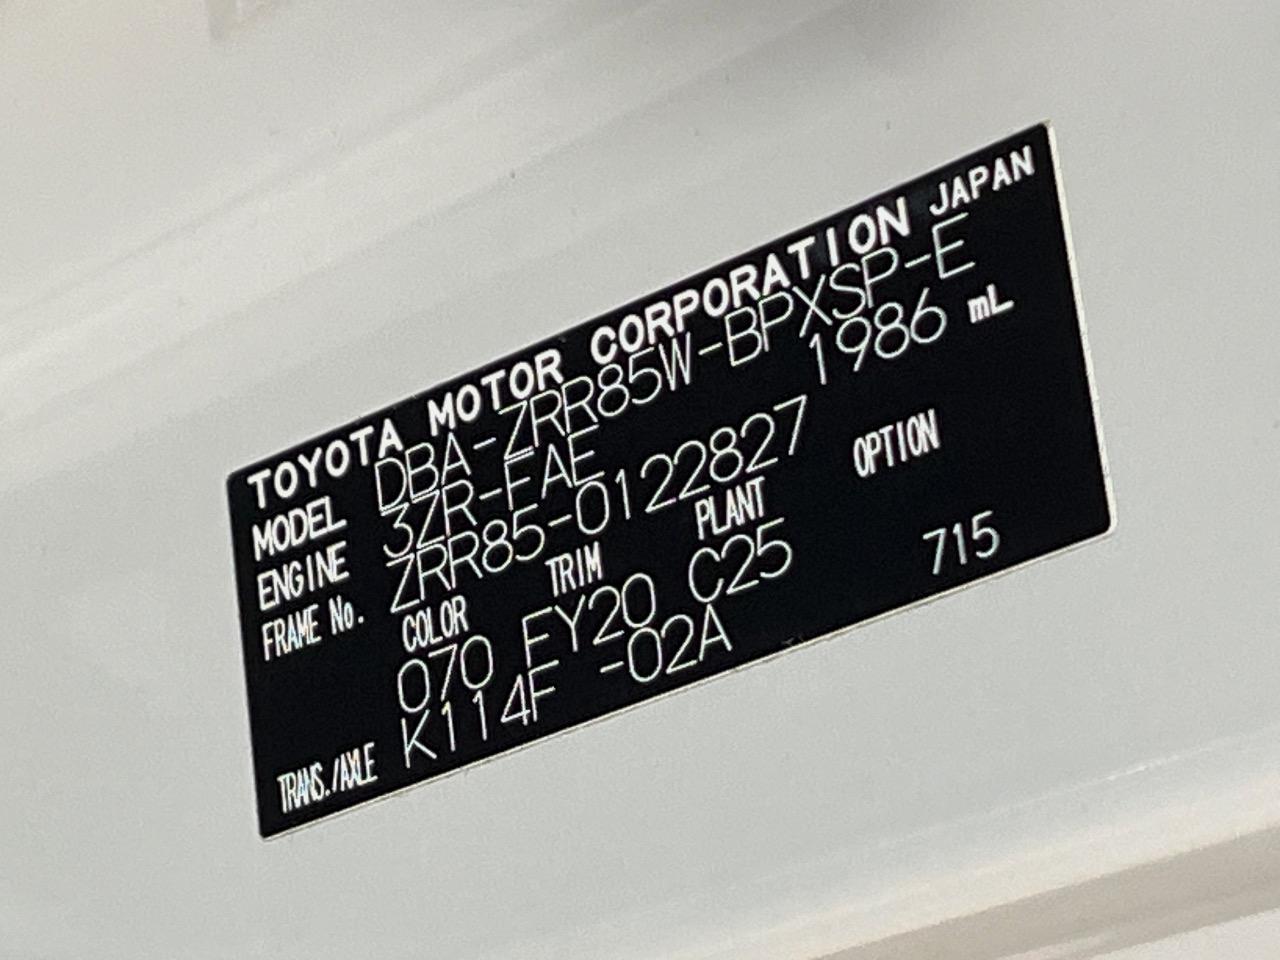 TOYOTA MOTOR CORPORATION JAPAN
MODEL DBA-ZRR85W-BPXSP-E
ENGINE 3ZR-FAE 1986 mL
FRAME No. ZRR85-0122827
COLOR TRIM PLANT OPTION
070 FY20 C25 715
TRANS./AXLE K114F -02A